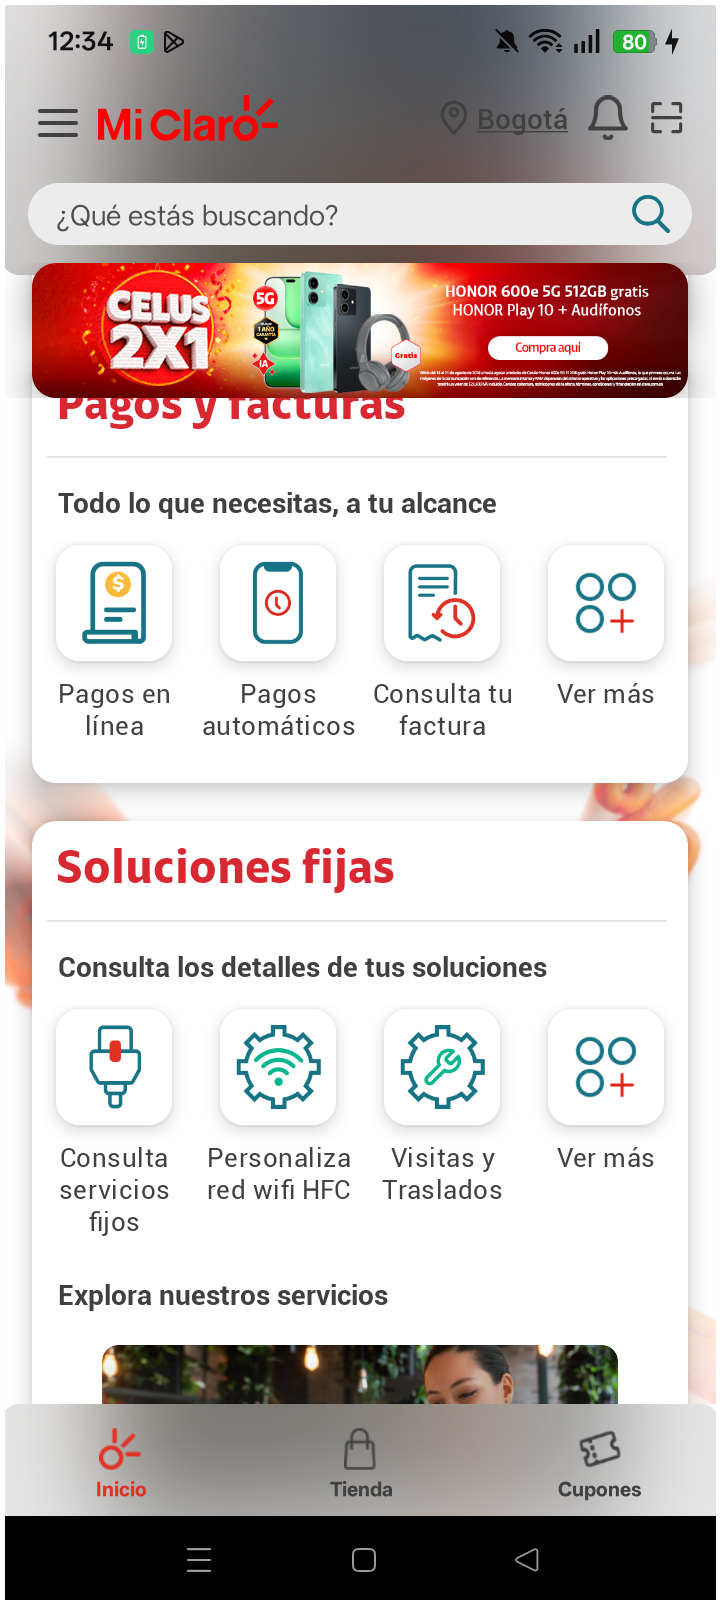 12:34
80
Mi Claro
Bogotá
¿Qué estás buscando?
CELUS
2X1
5G
1 AÑO
GARANTÍA
IA
Gratis
HONOR 600e 5G 512GB gratis
HONOR Play 10 + Audífonos
Compra aquí
Pagos y facturas
Todo lo que necesitas, a tu alcance
Pagos en
línea
Pagos
automáticos
Consulta tu
factura
Ver más
Soluciones fijas
Consulta los detalles de tus soluciones
Consulta
servicios
fijos
Personaliza
red wifi HFC
Visitas y
Traslados
Ver más
Explora nuestros servicios
Inicio
Tienda
Cupones